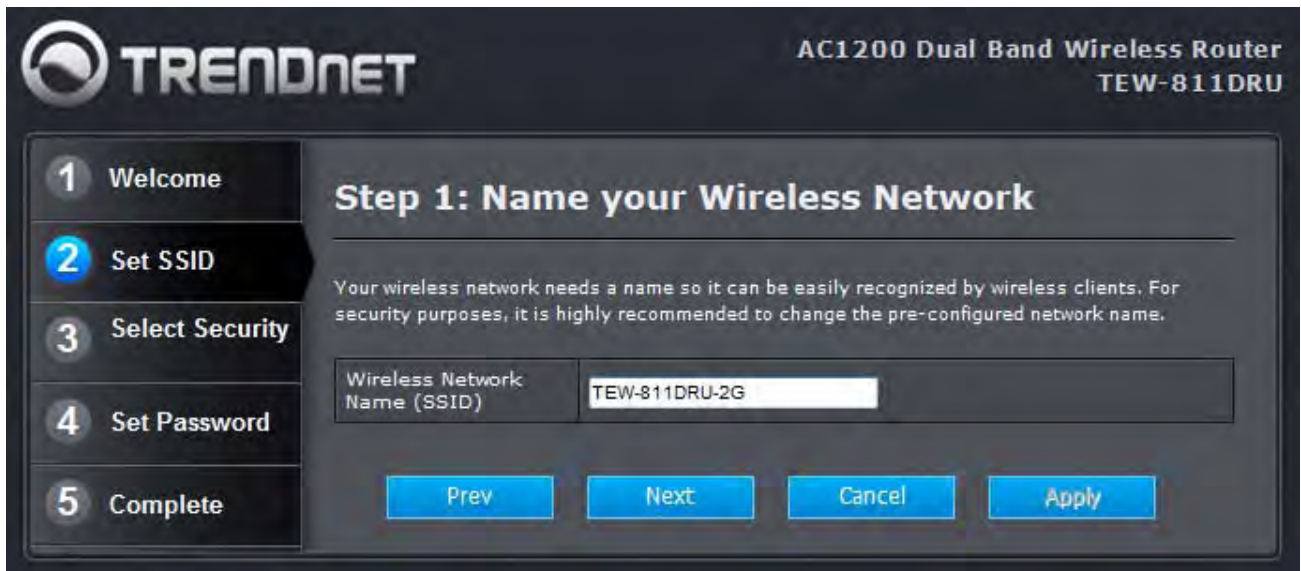 TRENDNET
AC1200 Dual Band Wireless Router
TEW-811DRU
1 Welcome
2 Set SSID
3 Select Security
4 Set Password
5 Complete
Step 1: Name your Wireless Network
Your wireless network needs a name so it can be easily recognized by wireless clients. For
security purposes, it is highly recommended to change the pre-configured network name.
Wireless Network
Name (SSID)
TEW-811DRU-2G
Prev Next Cancel Apply